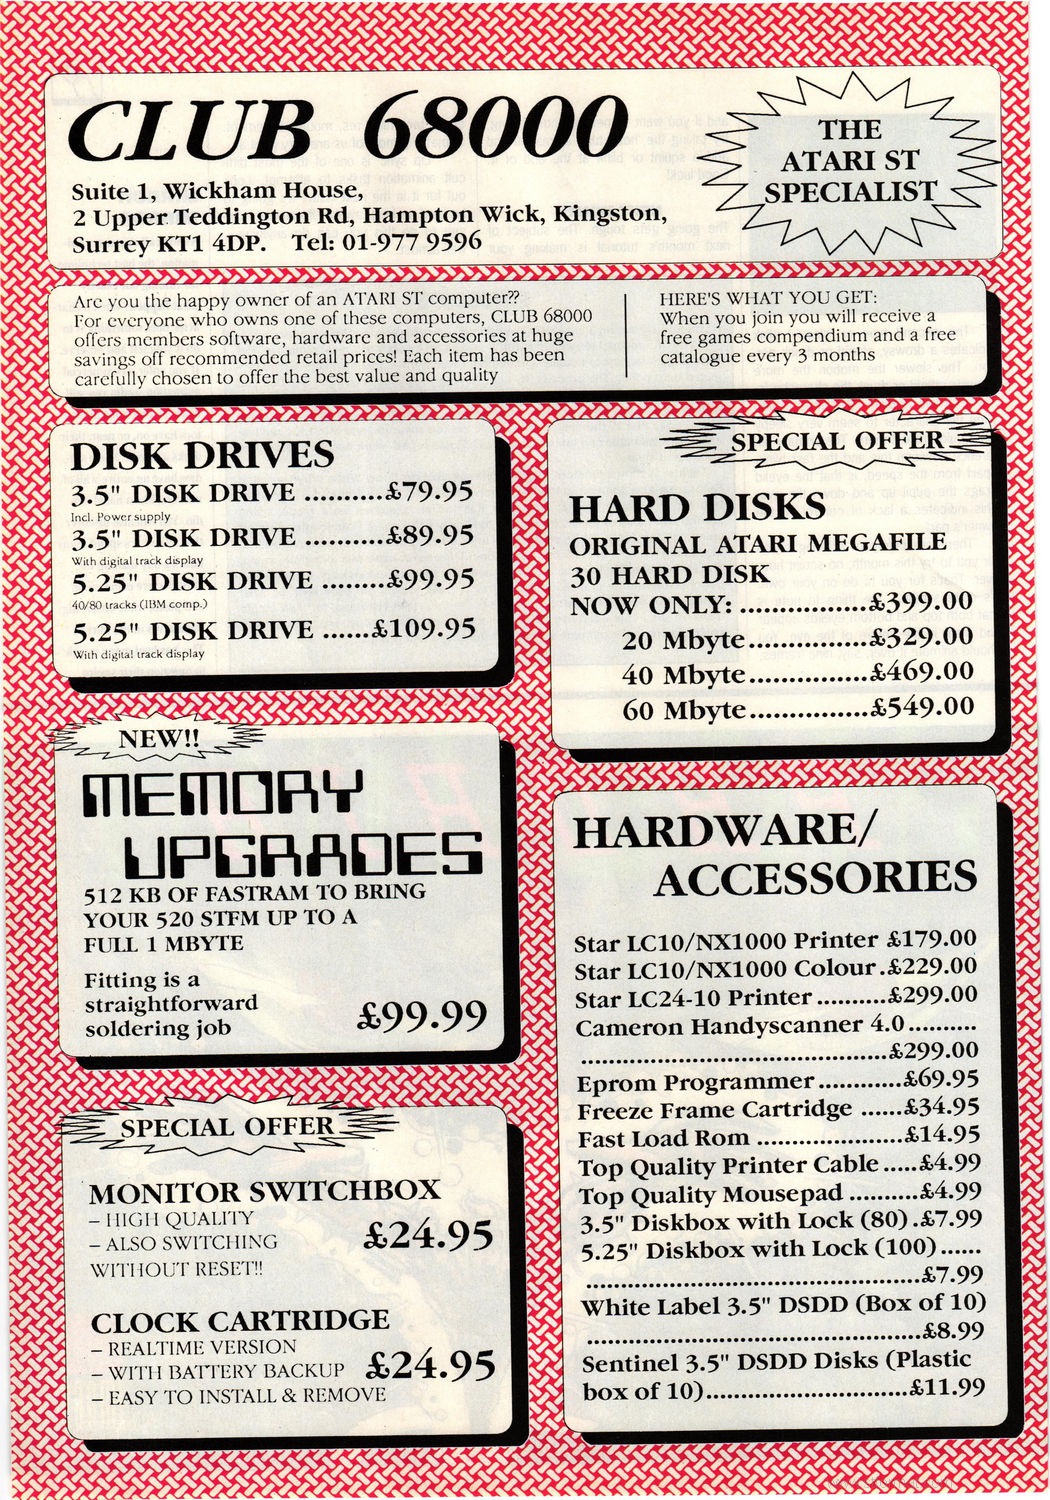 CLUB 68000
Suite 1, Wickham House,
2 Upper Teddington Rd, Hampton Wick, Kingston,
Surrey KT1 4DP. Tel: 01-977 9596
THE
ATARI ST
SPECIALIST
Are you the happy owner of an ATARI ST computer??
For everyone who owns one of these computers, CLUB 68000
offers members software, hardware and accessories at huge
savings off recommended retail prices! Each item has been
carefully chosen to offer the best value and quality
HERE'S WHAT YOU GET:
When you join you will receive a
free games compendium and a free
catalogue every 3 months
DISK DRIVES
3.5" DISK DRIVE ..........£79.95
Incl. Power supply
3.5" DISK DRIVE ..........£89.95
With digital track display
5.25" DISK DRIVE ........£99.95
40/80 tracks (IBM comp.)
5.25" DISK DRIVE ......£109.95
With digital track display
SPECIAL OFFER
HARD DISKS
ORIGINAL ATARI MEGAFILE
30 HARD DISK
NOW ONLY: ................£399.00
20 Mbyte...............£329.00
40 Mbyte...............£469.00
60 Mbyte...............£549.00
NEW!!
MEMORY
UPGRADES
512 KB OF FASTRAM TO BRING
YOUR 520 STFM UP TO A
FULL 1 MBYTE
Fitting is a
straightforward
soldering job
£99.99
SPECIAL OFFER
MONITOR SWITCHBOX
– HIGH QUALITY
– ALSO SWITCHING
WITHOUT RESET!!
£24.95
CLOCK CARTRIDGE
– REALTIME VERSION
– WITH BATTERY BACKUP
– EASY TO INSTALL & REMOVE
£24.95
HARDWARE/
ACCESSORIES
Star LC10/NX1000 Printer £179.00
Star LC10/NX1000 Colour.£229.00
Star LC24-10 Printer..........£299.00
Cameron Handyscanner 4.0..........
............................................£299.00
Eprom Programmer............£69.95
Freeze Frame Cartridge ......£34.95
Fast Load Rom .....................£14.95
Top Quality Printer Cable.....£4.99
Top Quality Mousepad ..........£4.99
3.5" Diskbox with Lock (80).£7.99
5.25" Diskbox with Lock (100)......
................................................£7.99
White Label 3.5" DSDD (Box of 10)
................................................£8.99
Sentinel 3.5" DSDD Disks (Plastic
box of 10).............................£11.99